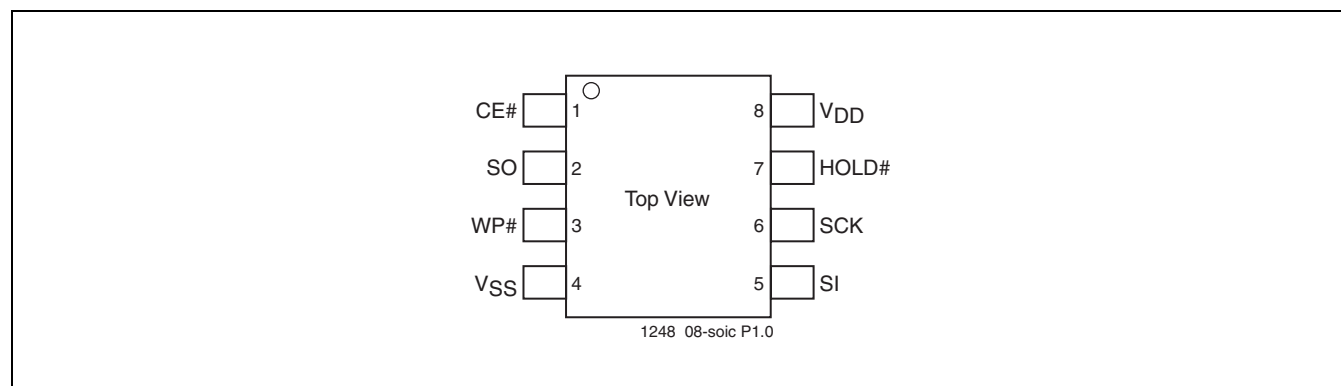 CE# 1 8 VDD
SO 2 7 HOLD#
Top View
WP# 3 6 SCK
VSS 4 5 SI
1248 08-soic P1.0